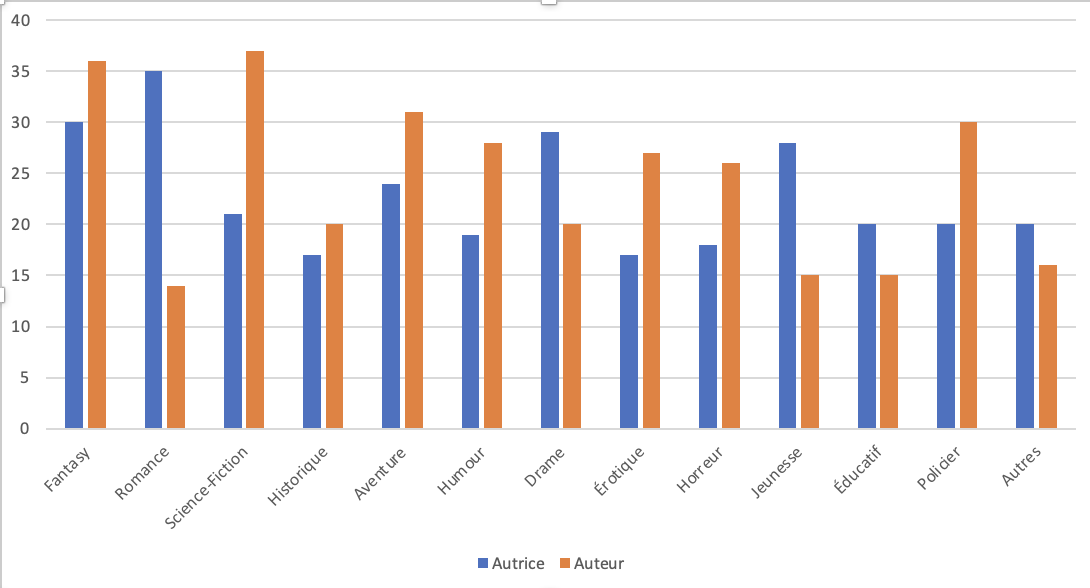 40
35
30
25
20
15
10
5
0
Fantasy
Romance
Science-Fiction
Historique
Aventure
Humour
Drame
Érotique
Horreur
Jeunesse
Éducatif
Policier
Autres
Autrice Auteur